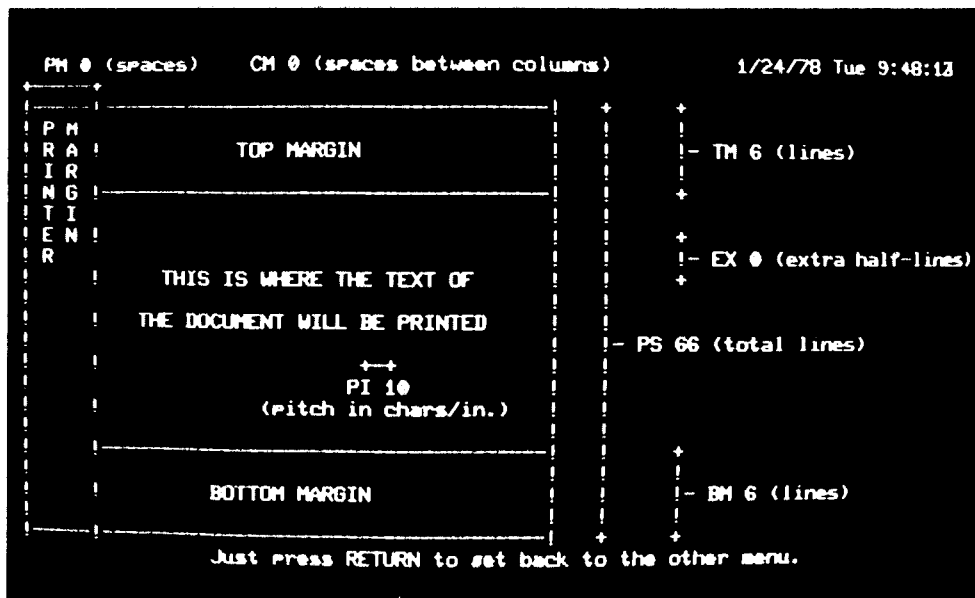 PM 0 (spaces) CM 0 (spaces between columns) 1/24/78 Tue 9:48:13
PRINTER MARGIN
TOP MARGIN
TM 6 (lines)
EX 0 (extra half-lines)
THIS IS WHERE THE TEXT OF
THE DOCUMENT WILL BE PRINTED
PS 66 (total lines)
PI 10
(pitch in chars/in.)
BOTTOM MARGIN
BM 6 (lines)
Just press RETURN to get back to the other menu.